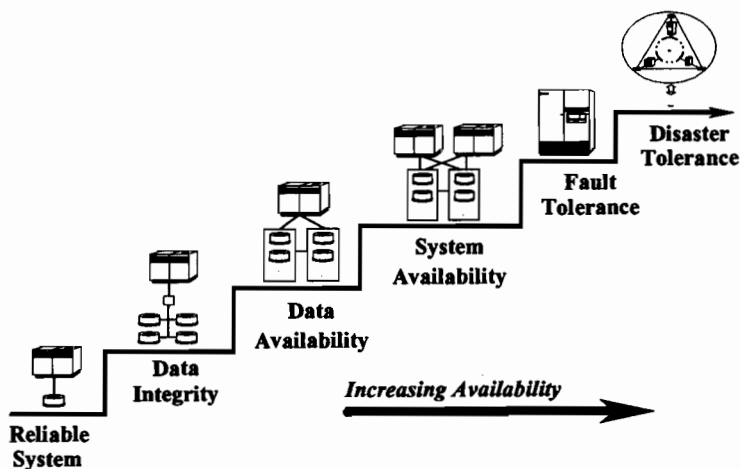 Disaster
Tolerance
Fault
Tolerance
System
Availability
Data
Availability
Data
Integrity
Increasing Availability
Reliable
System